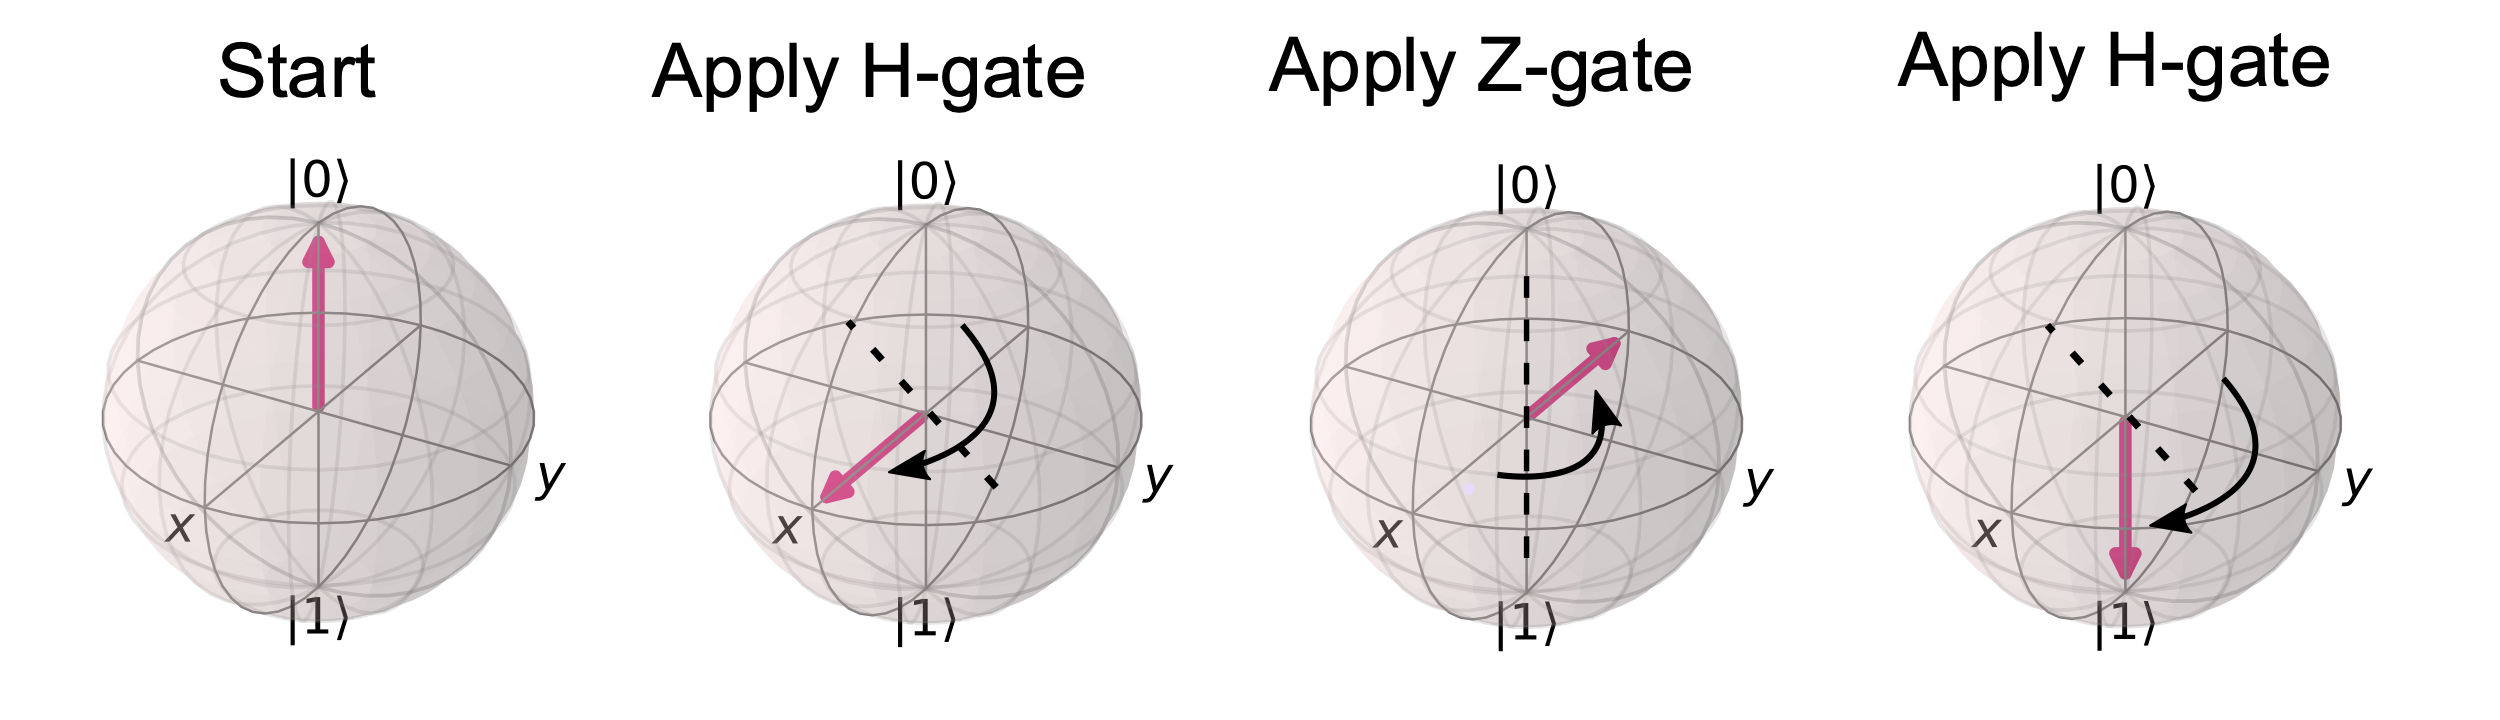 Start
Apply H-gate
Apply Z-gate
Apply H-gate
|0⟩
|0⟩
|0⟩
|0⟩
x
y
x
y
x
y
x
y
|1⟩
|1⟩
|1⟩
|1⟩